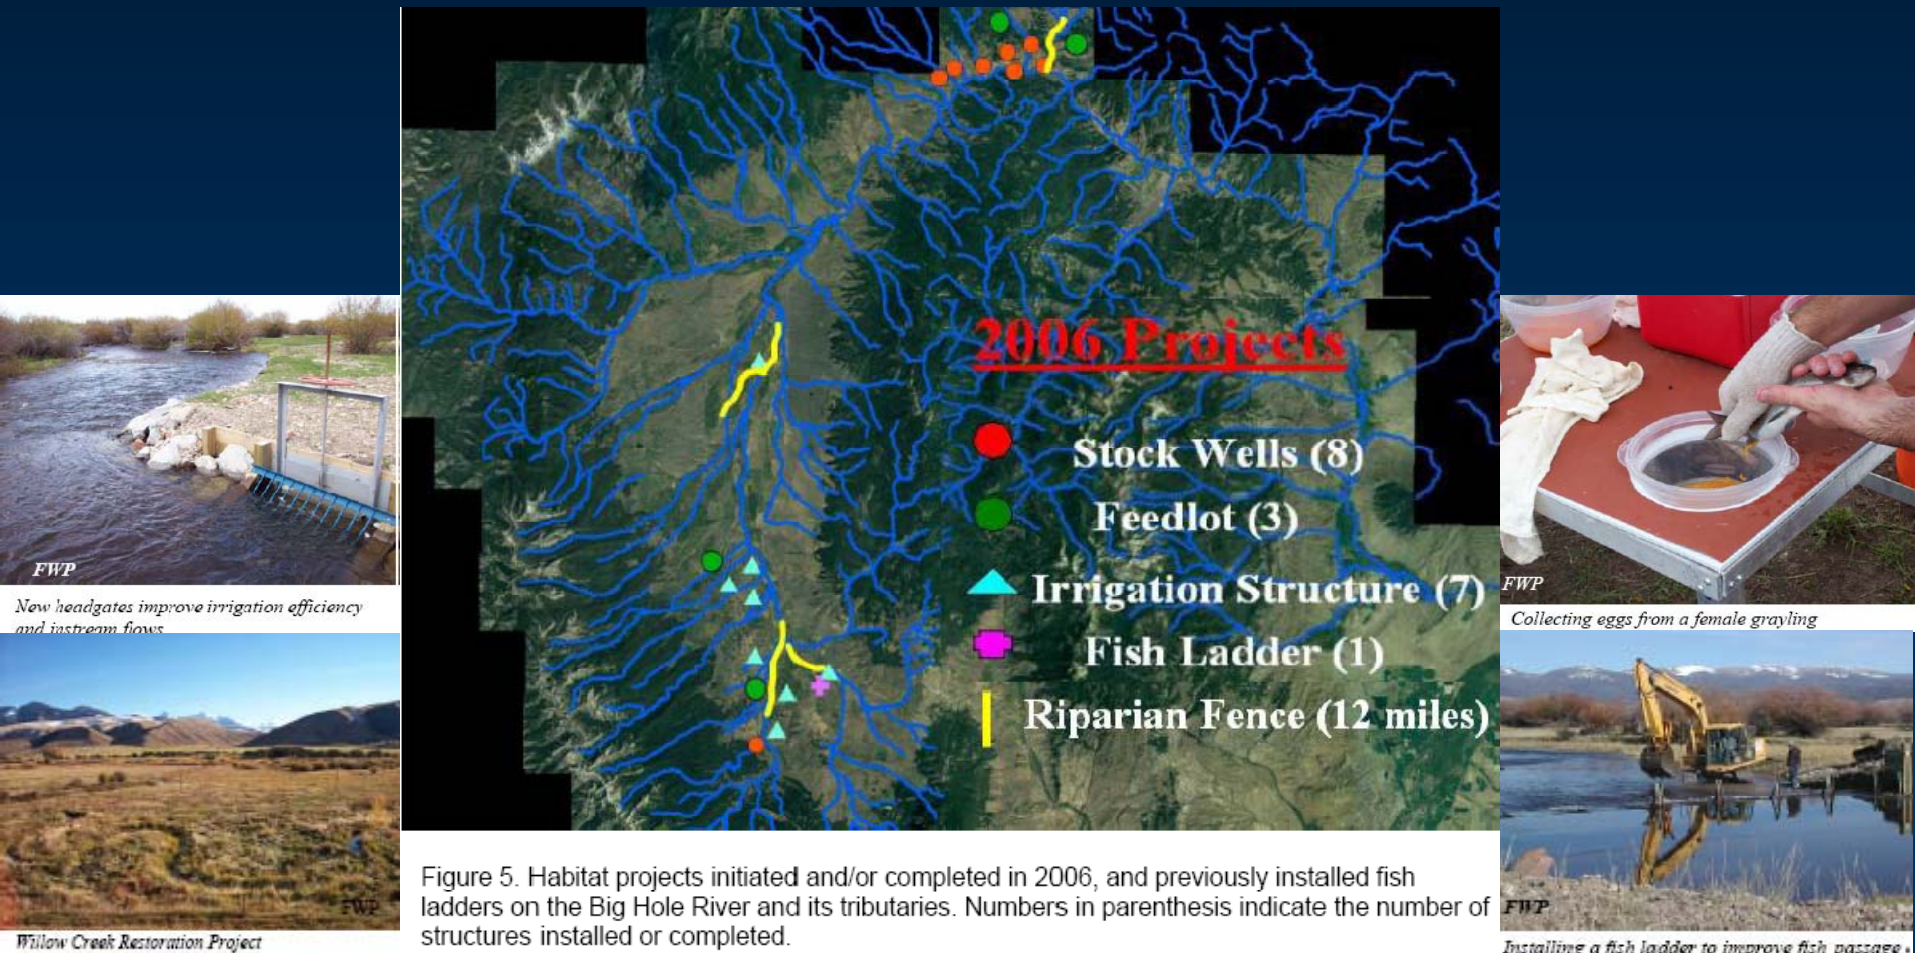 2006 Projects
Stock Wells (8)
Feedlot (3)
Irrigation Structure (7)
Fish Ladder (1)
Riparian Fence (12 miles)
FWP
New headgates improve irrigation efficiency
and instream flows
FWP
Collecting eggs from a female grayling
Figure 5. Habitat projects initiated and/or completed in 2006, and previously installed fish
ladders on the Big Hole River and its tributaries. Numbers in parenthesis indicate the number of
structures installed or completed.
FWP
Willow Creek Restoration Project
FWP
Installing a fish ladder to improve fish passage